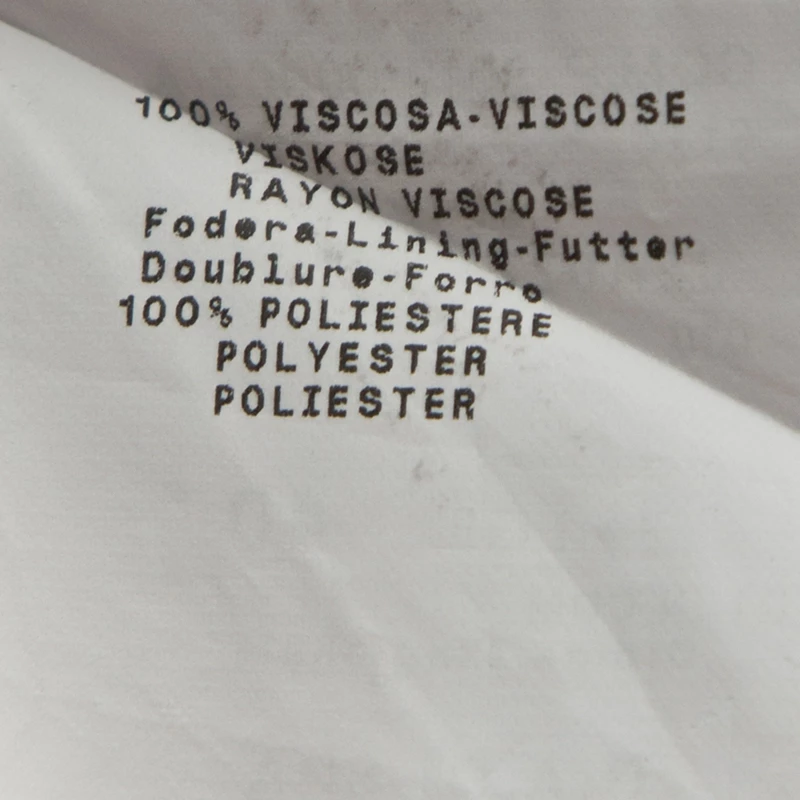 100% VISCOSA-VISCOSE
VISKOSE
RAYON VISCOSE
Fodera-Lining-Futter
Doublure-Forro
100% POLIESTERE
POLYESTER
POLIESTER